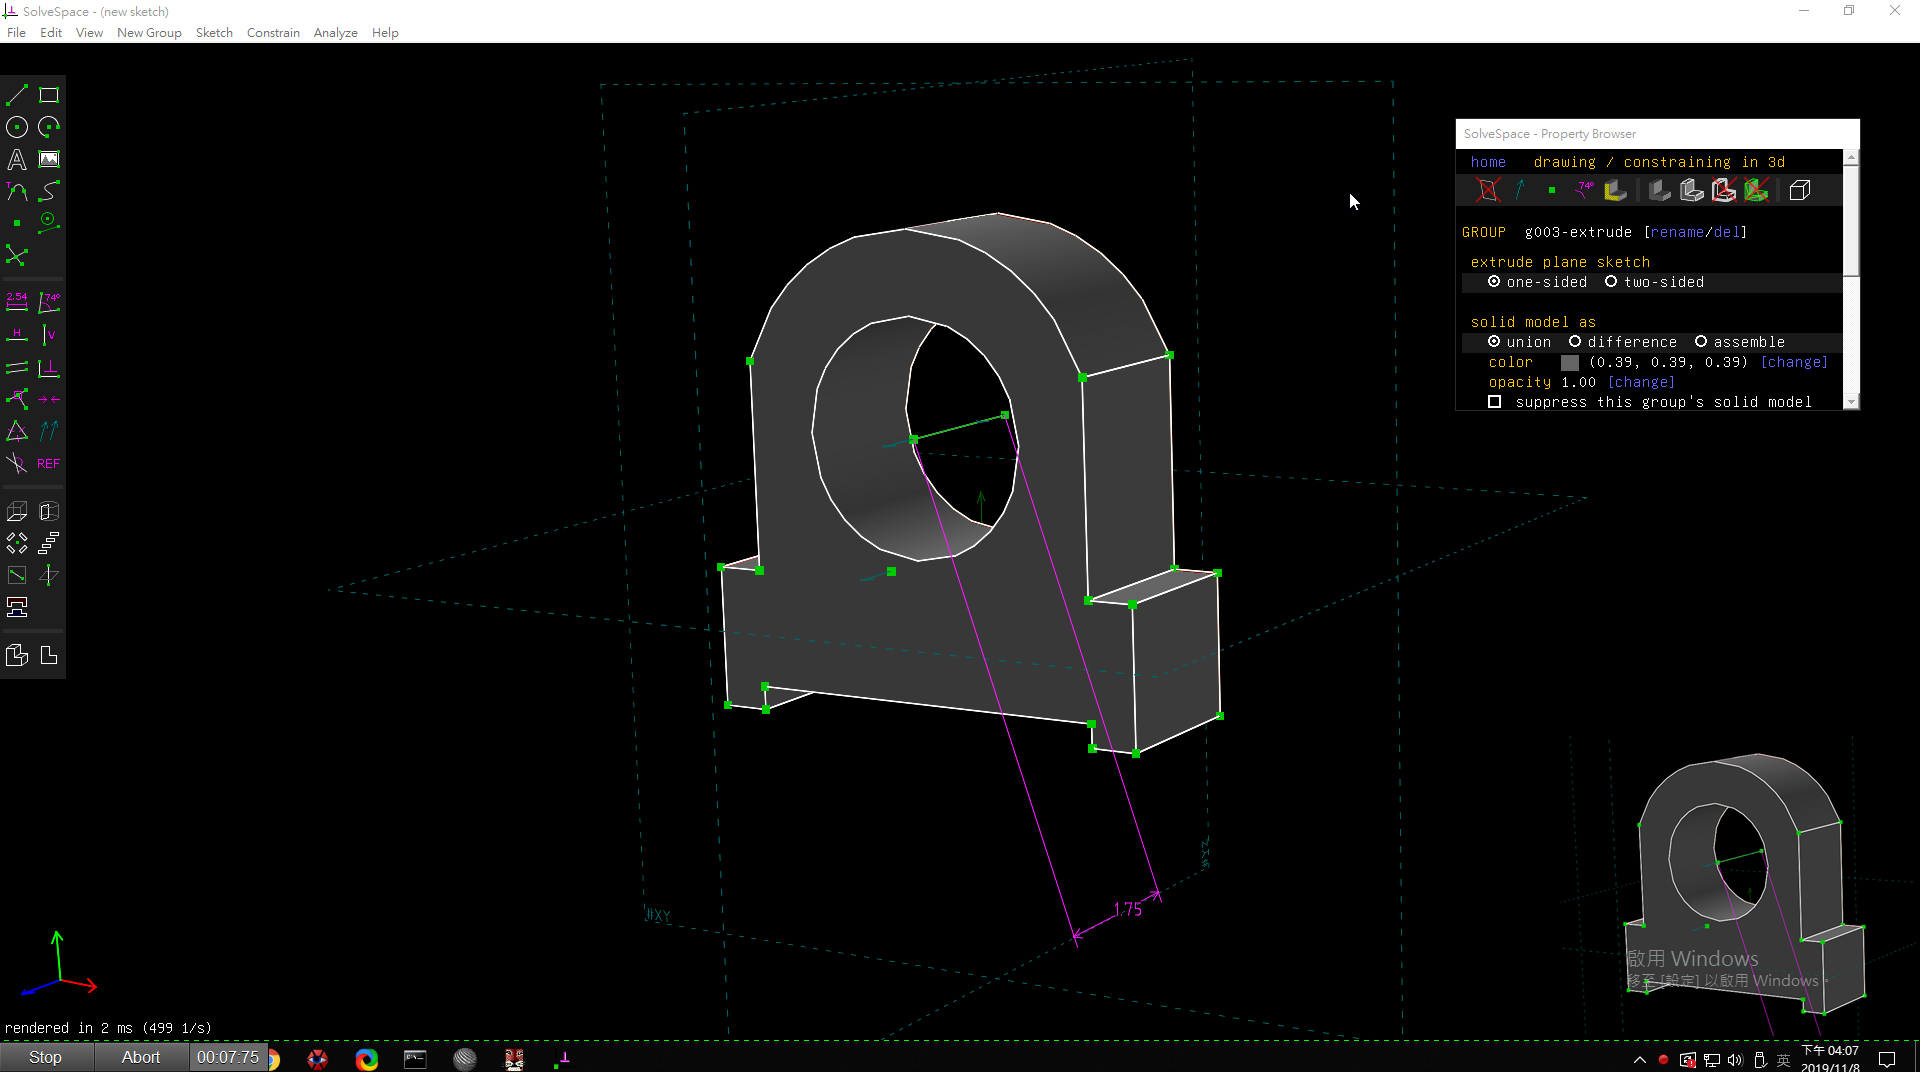 SolveSpace - (new sketch)
File Edit View New Group Sketch Constrain Analyze Help
SolveSpace - Property Browser
home drawing / constraining in 3d
74º
GROUP g003-extrude [rename/del]
extrude plane sketch
one-sided two-sided
solid model as
union difference assemble
color (0.39, 0.39, 0.39) [change]
opacity 1.00 [change]
suppress this group's solid model
2.54 74º
H V
REF
#XY
1.75
啟用 Windows
移至 [設定] 以啟用 Windows。
rendered in 2 ms (499 1/s)
Stop Abort 00:07:75
英
下午 04:07
2019/11/8